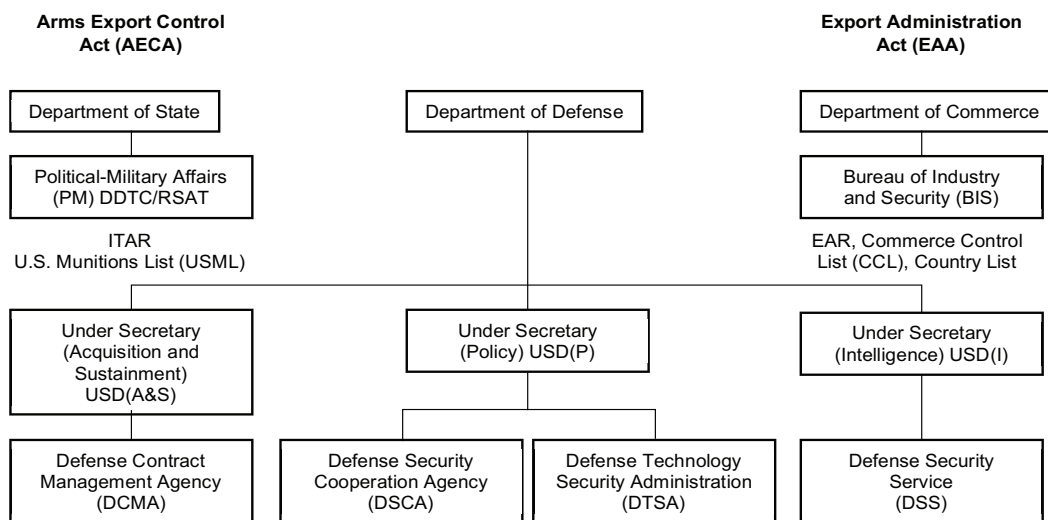 Arms Export Control
Act (AECA)
Export Administration
Act (EAA)
Department of State
Department of Defense
Department of Commerce
Political-Military Affairs
(PM) DDTC/RSAT
Bureau of Industry
and Security (BIS)
ITAR
U.S. Munitions List (USML)
EAR, Commerce Control
List (CCL), Country List
Under Secretary
(Acquisition and
Sustainment)
USD(A&S)
Under Secretary
(Policy) USD(P)
Under Secretary
(Intelligence) USD(I)
Defense Contract
Management Agency
(DCMA)
Defense Security
Cooperation Agency
(DSCA)
Defense Technology
Security Administration
(DTSA)
Defense Security
Service
(DSS)